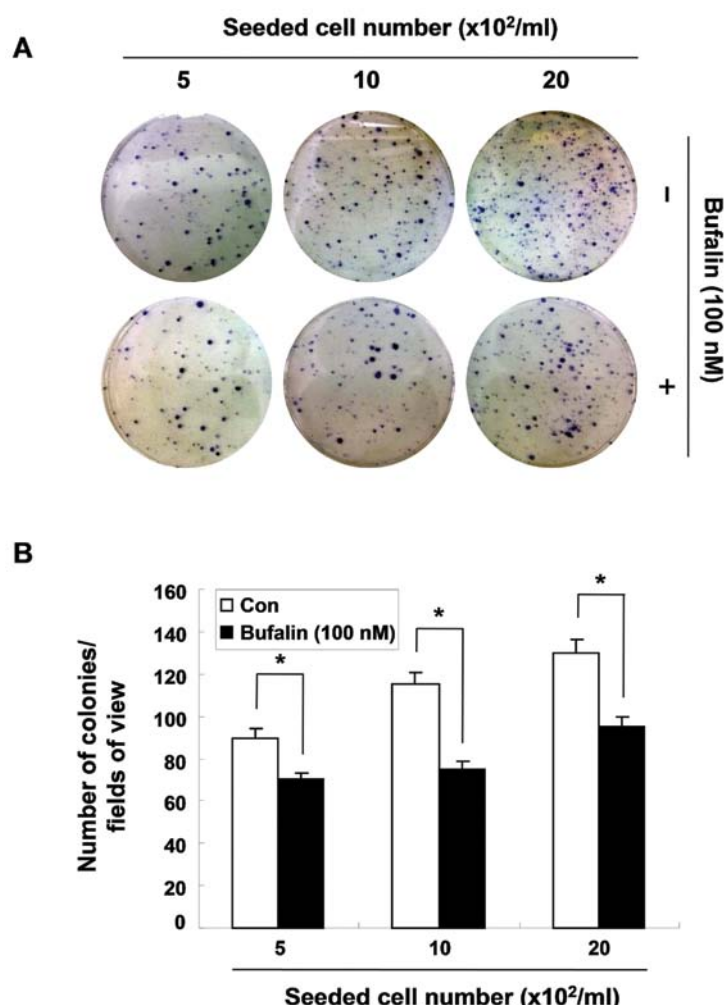 A
Seeded cell number (x10²/ml)
5 10 20
−
+
Bufalin (100 nM)
B
Number of colonies/
fields of view
160
140
120
100
80
60
40
20
0
Con
Bufalin (100 nM)
*
*
*
5 10 20
Seeded cell number (x10²/ml)